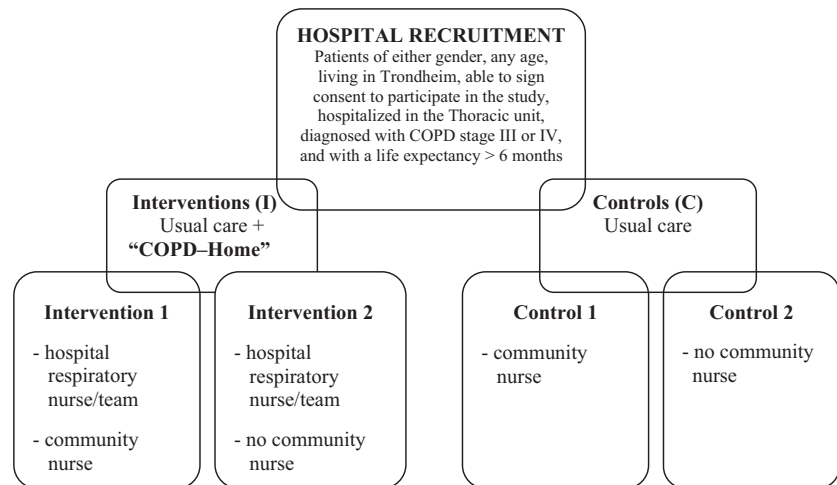 HOSPITAL RECRUITMENT
Patients of either gender, any age,
living in Trondheim, able to sign
consent to participate in the study,
hospitalized in the Thoracic unit,
diagnosed with COPD stage III or IV,
and with a life expectancy > 6 months
Interventions (I)
Usual care +
“COPD–Home”
Controls (C)
Usual care
Intervention 1
- hospital
respiratory
nurse/team
- community
nurse
Intervention 2
- hospital
respiratory
nurse/team
- no community
nurse
Control 1
- community
nurse
Control 2
- no community
nurse